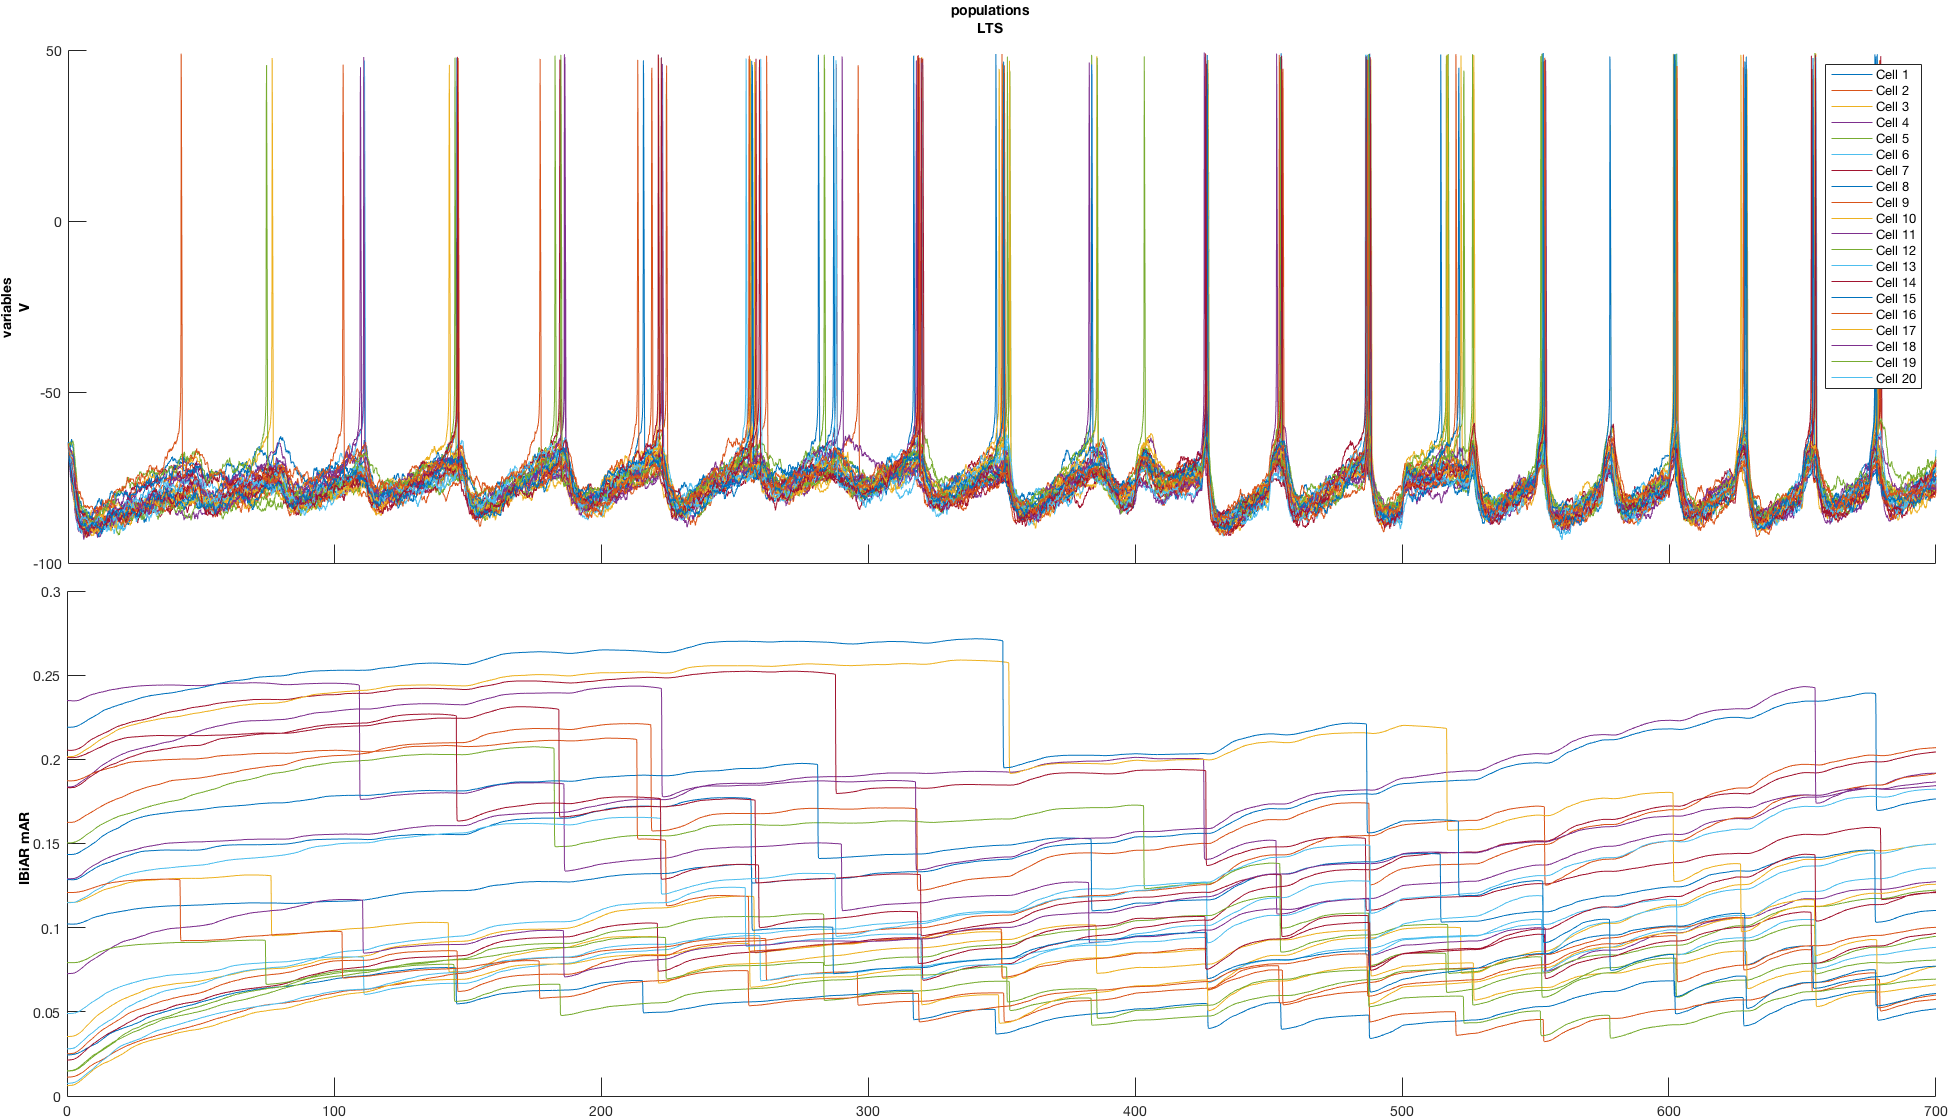 populations
LTS
variables
V
50
0
-50
-100
Cell 1
Cell 2
Cell 3
Cell 4
Cell 5
Cell 6
Cell 7
Cell 8
Cell 9
Cell 10
Cell 11
Cell 12
Cell 13
Cell 14
Cell 15
Cell 16
Cell 17
Cell 18
Cell 19
Cell 20
IBiAR mAR
0.3
0.25
0.2
0.15
0.1
0.05
0
0 100 200 300 400 500 600 700